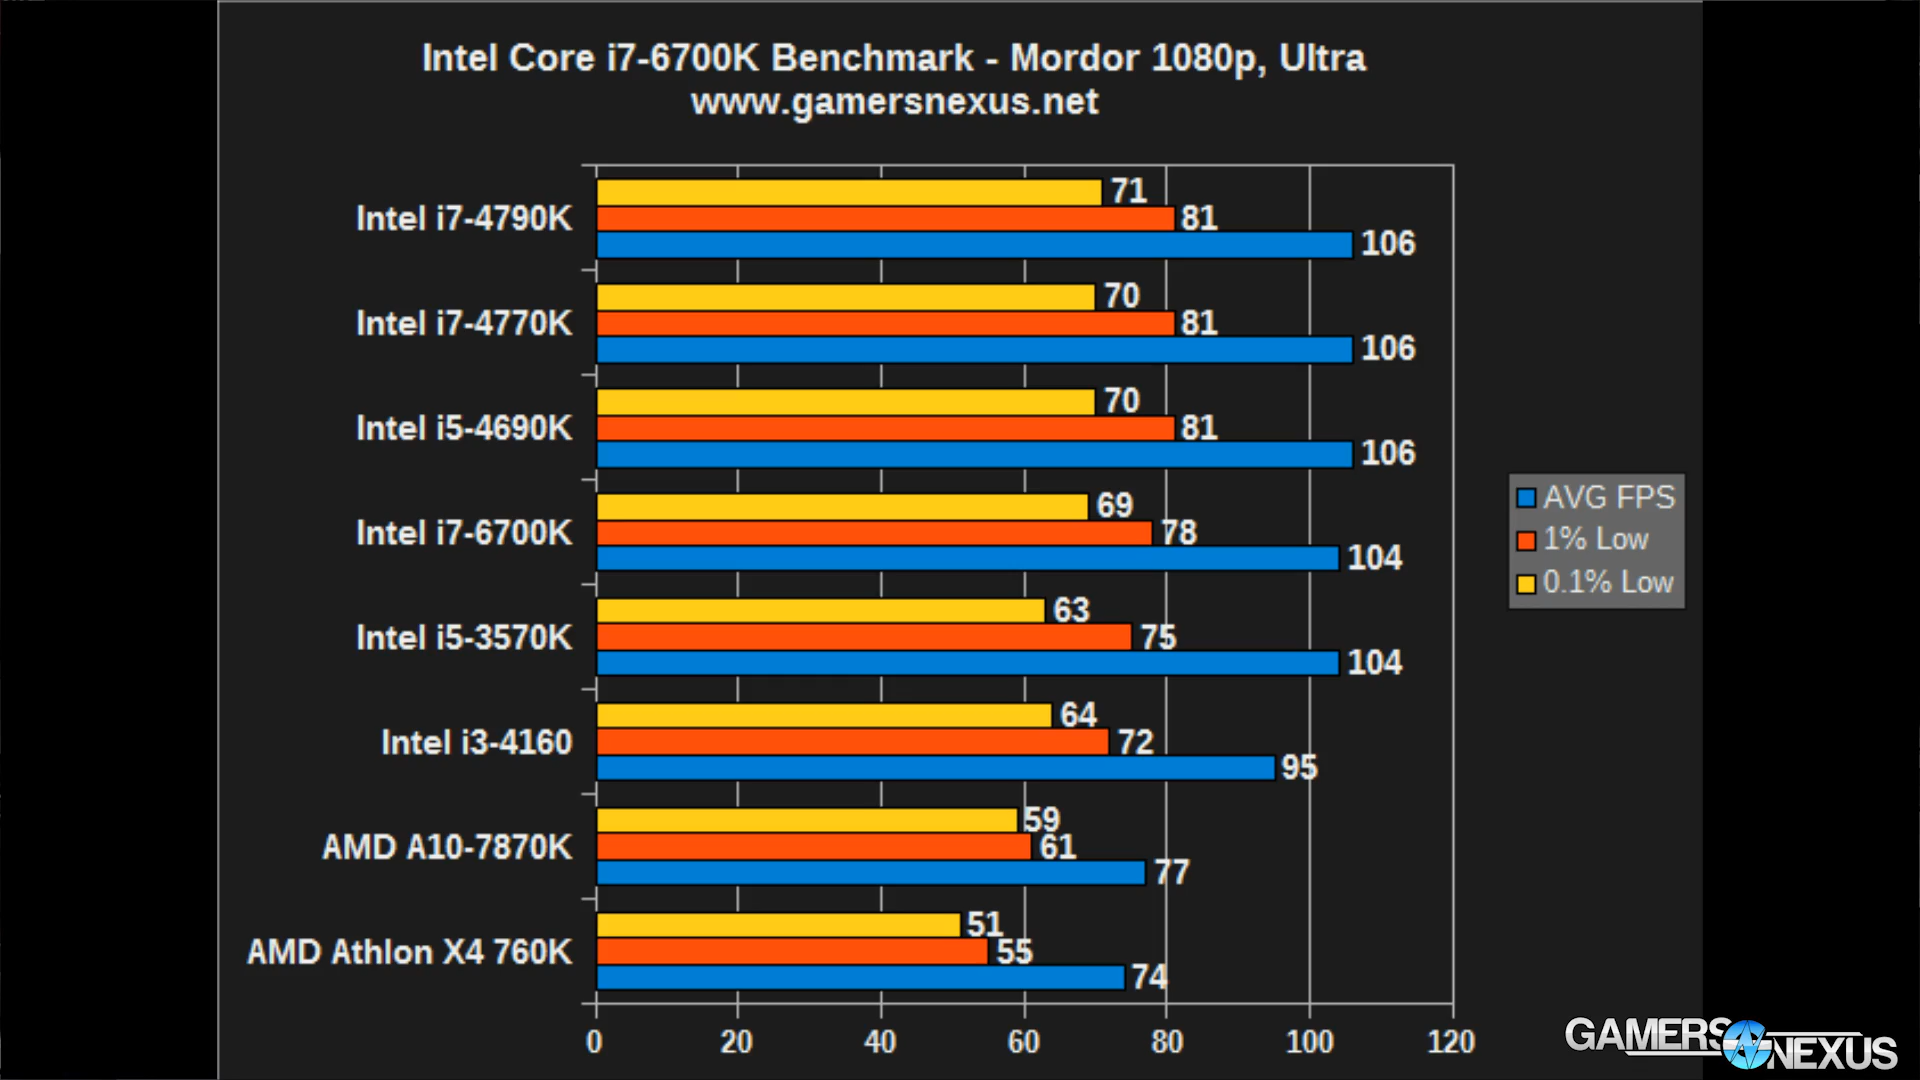 Intel Core i7-6700K Benchmark - Mordor 1080p, Ultra
www.gamersnexus.net
Intel i7-4790K
71
81
106
Intel i7-4770K
70
81
106
Intel i5-4690K
70
81
106
Intel i7-6700K
69
78
104
Intel i5-3570K
63
75
104
Intel i3-4160
64
72
95
AMD A10-7870K
59
61
77
AMD Athlon X4 760K
51
55
74
0 20 40 60 80 100 120
AVG FPS
1% Low
0.1% Low
GAMERS
NEXUS